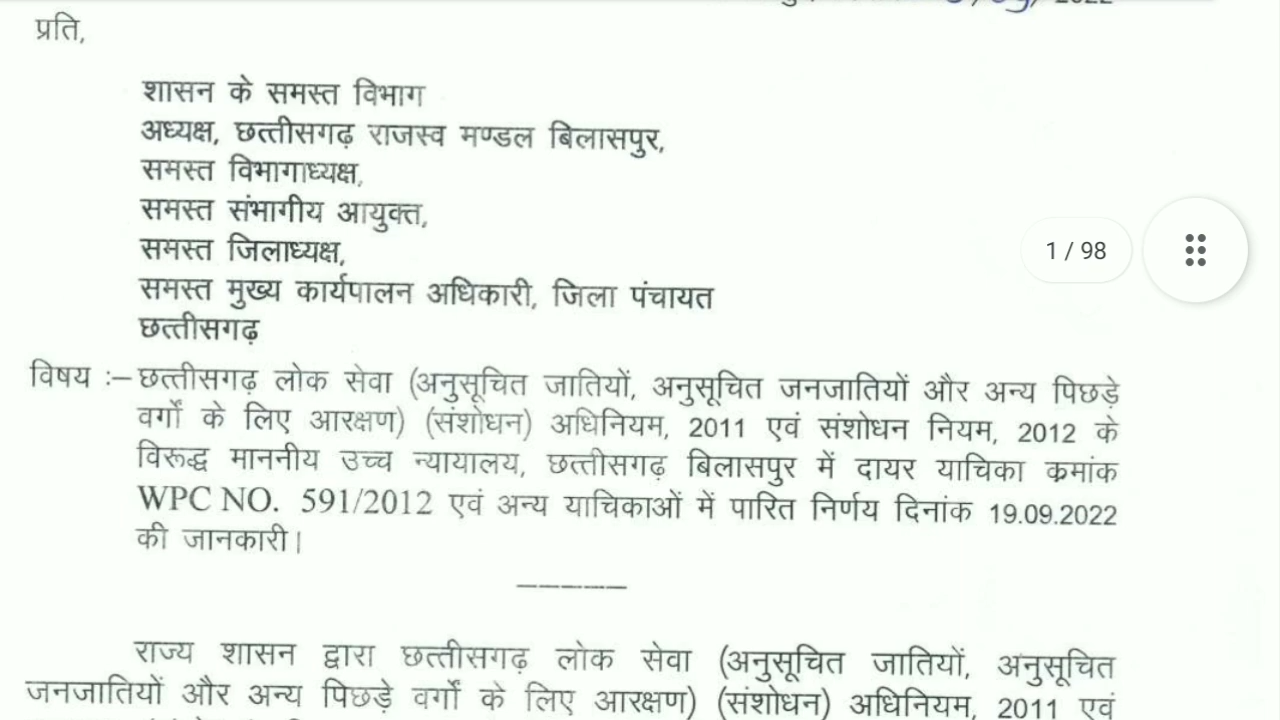 2022
प्रति,
शासन के समस्त विभाग
अध्यक्ष, छत्तीसगढ़ राजस्व मण्डल बिलासपुर,
समस्त विभागाध्यक्ष,
समस्त संभागीय आयुक्त,
समस्त जिलाध्यक्ष,
1 / 98
समस्त मुख्य कार्यपालन अधिकारी, जिला पंचायत
छत्तीसगढ़
विषय :– छत्तीसगढ़ लोक सेवा (अनुसूचित जातियों, अनुसूचित जनजातियों और अन्य पिछड़े
वर्गों के लिए आरक्षण) (संशोधन) अधिनियम, 2011 एवं संशोधन नियम, 2012 के
विरूद्ध माननीय उच्च न्यायालय, छत्तीसगढ़ बिलासपुर में दायर याचिका क्रमांक
WPC NO. 591/2012 एवं अन्य याचिकाओं में पारित निर्णय दिनांक 19.09.2022
की जानकारी।
राज्य शासन द्वारा छत्तीसगढ़ लोक सेवा (अनुसूचित जातियों, अनुसूचित
जनजातियों और अन्य पिछड़े वर्गों के लिए आरक्षण) (संशोधन) अधिनियम, 2011 एवं